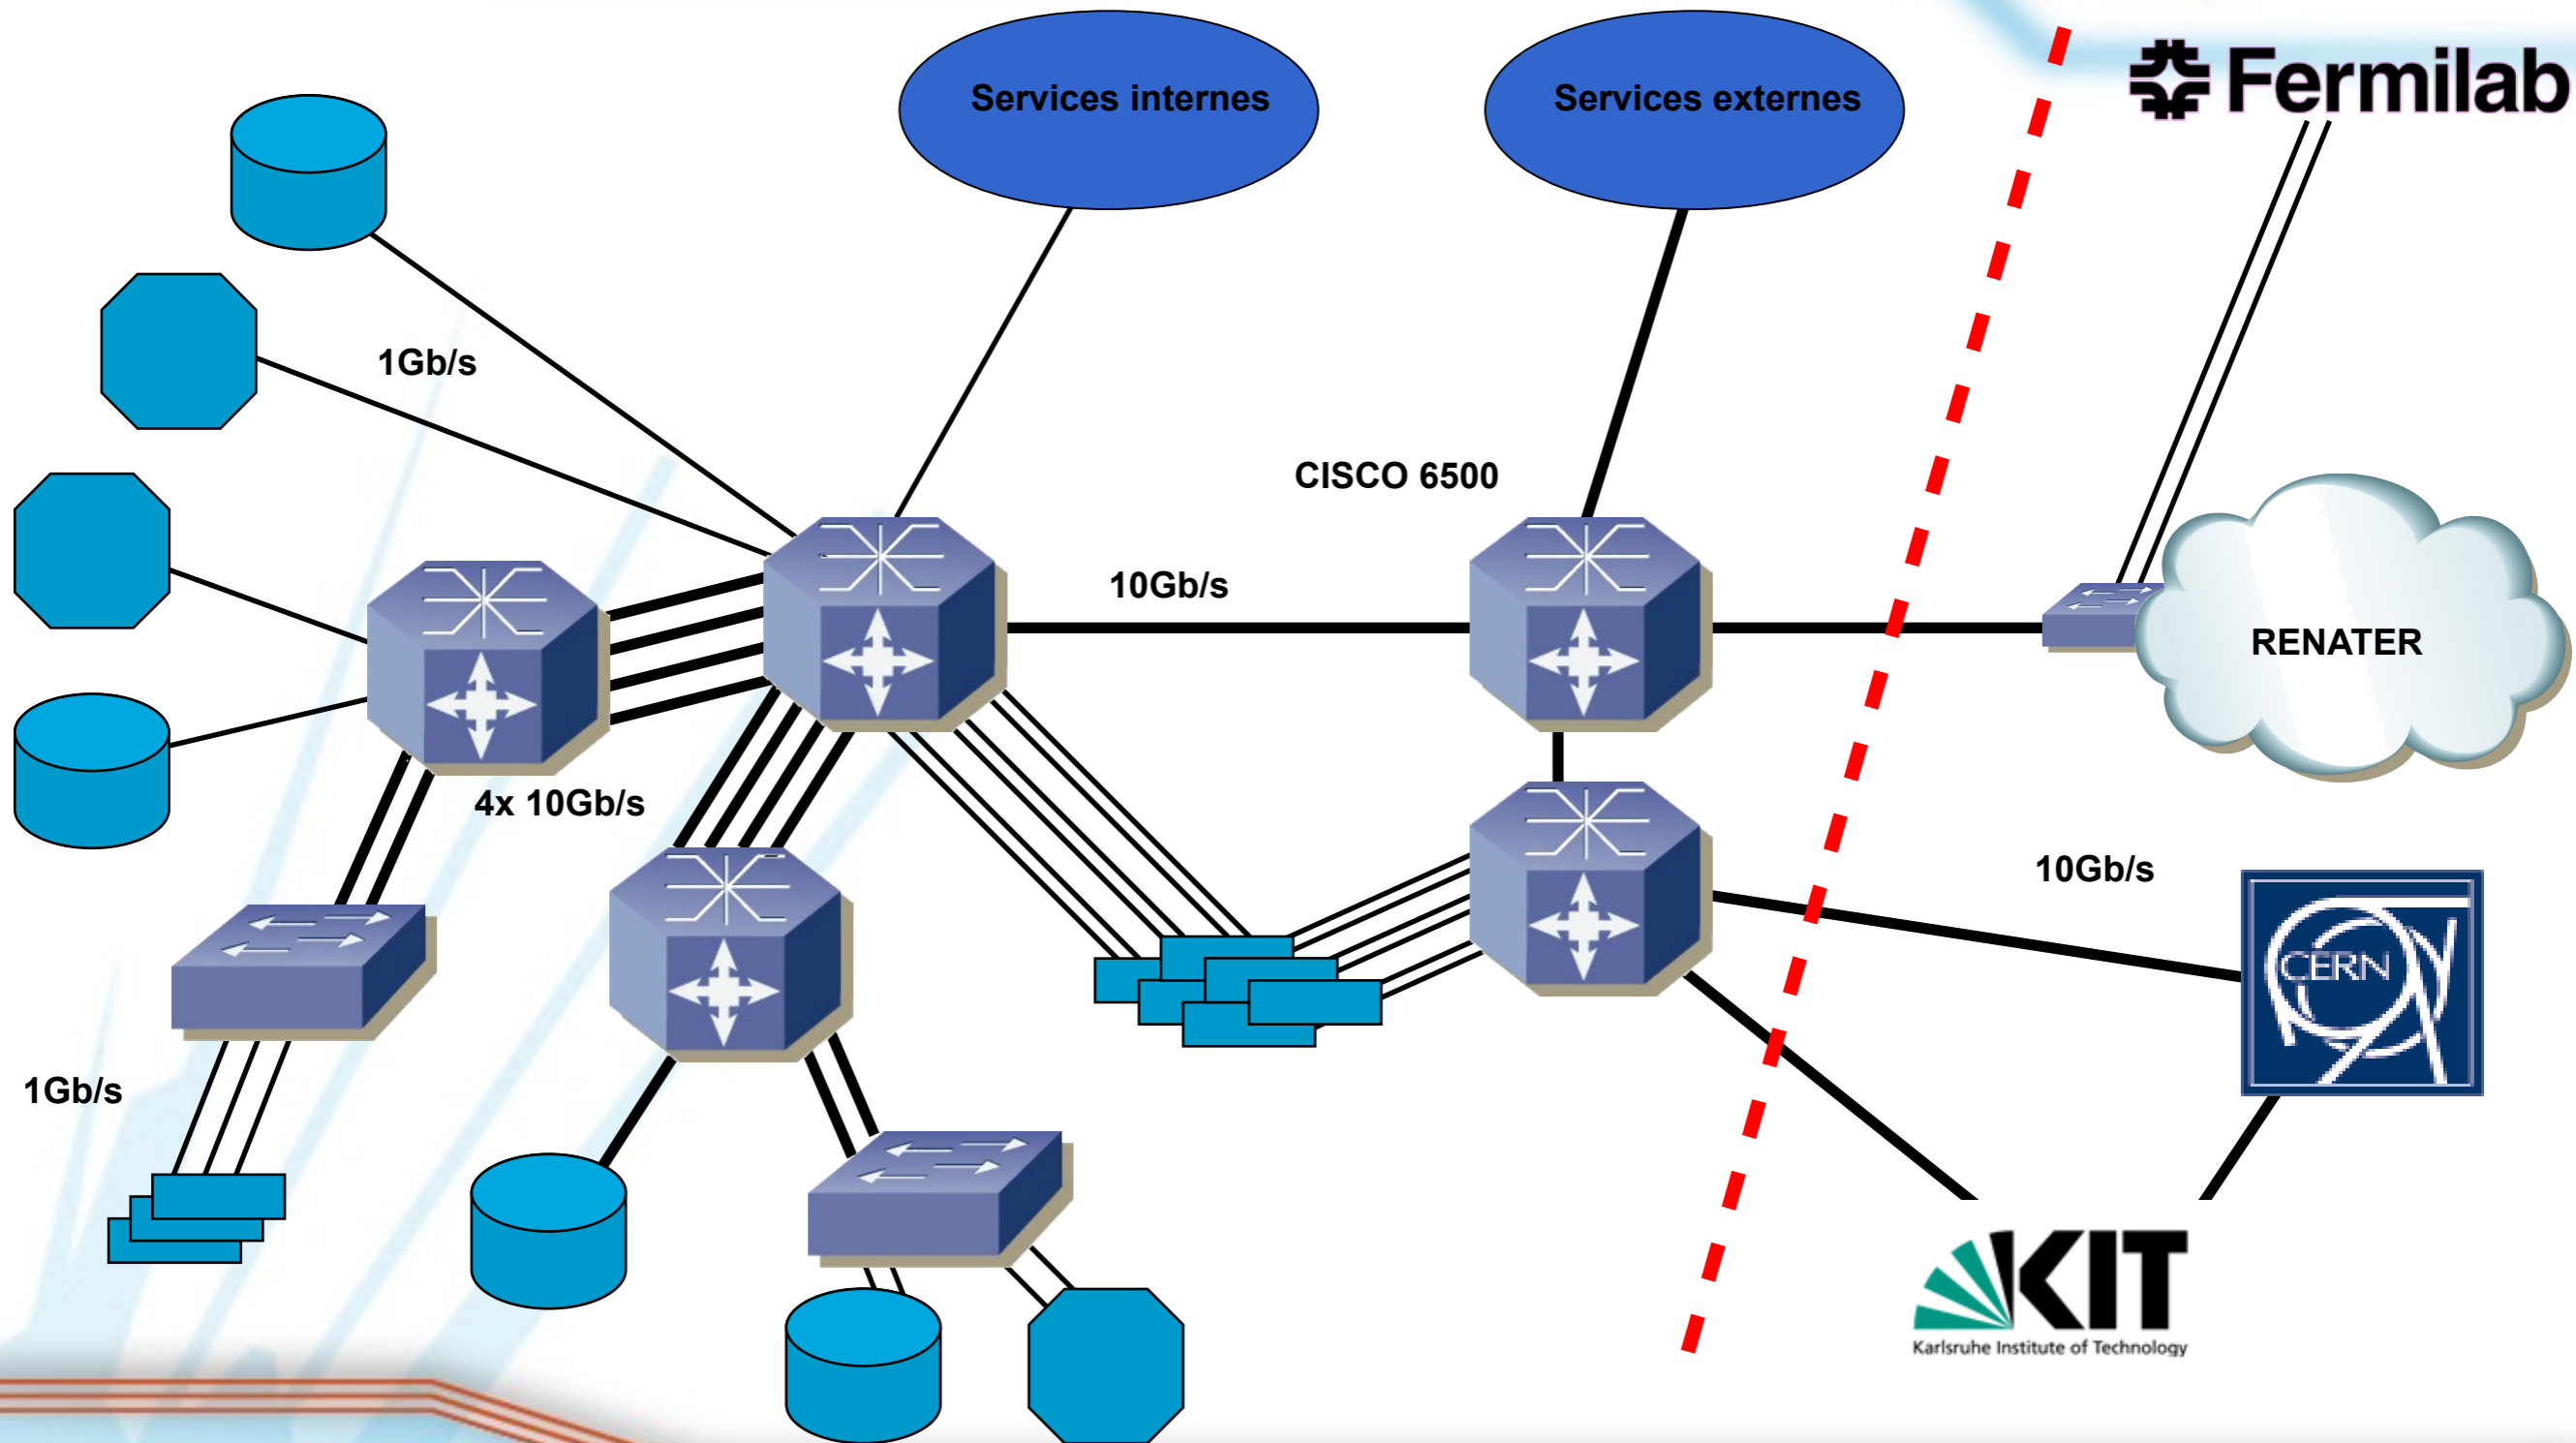 Services internes
Services externes
Fermilab
1Gb/s
CISCO 6500
10Gb/s
RENATER
4x 10Gb/s
10Gb/s
CERN
1Gb/s
KIT
Karlsruhe Institute of Technology